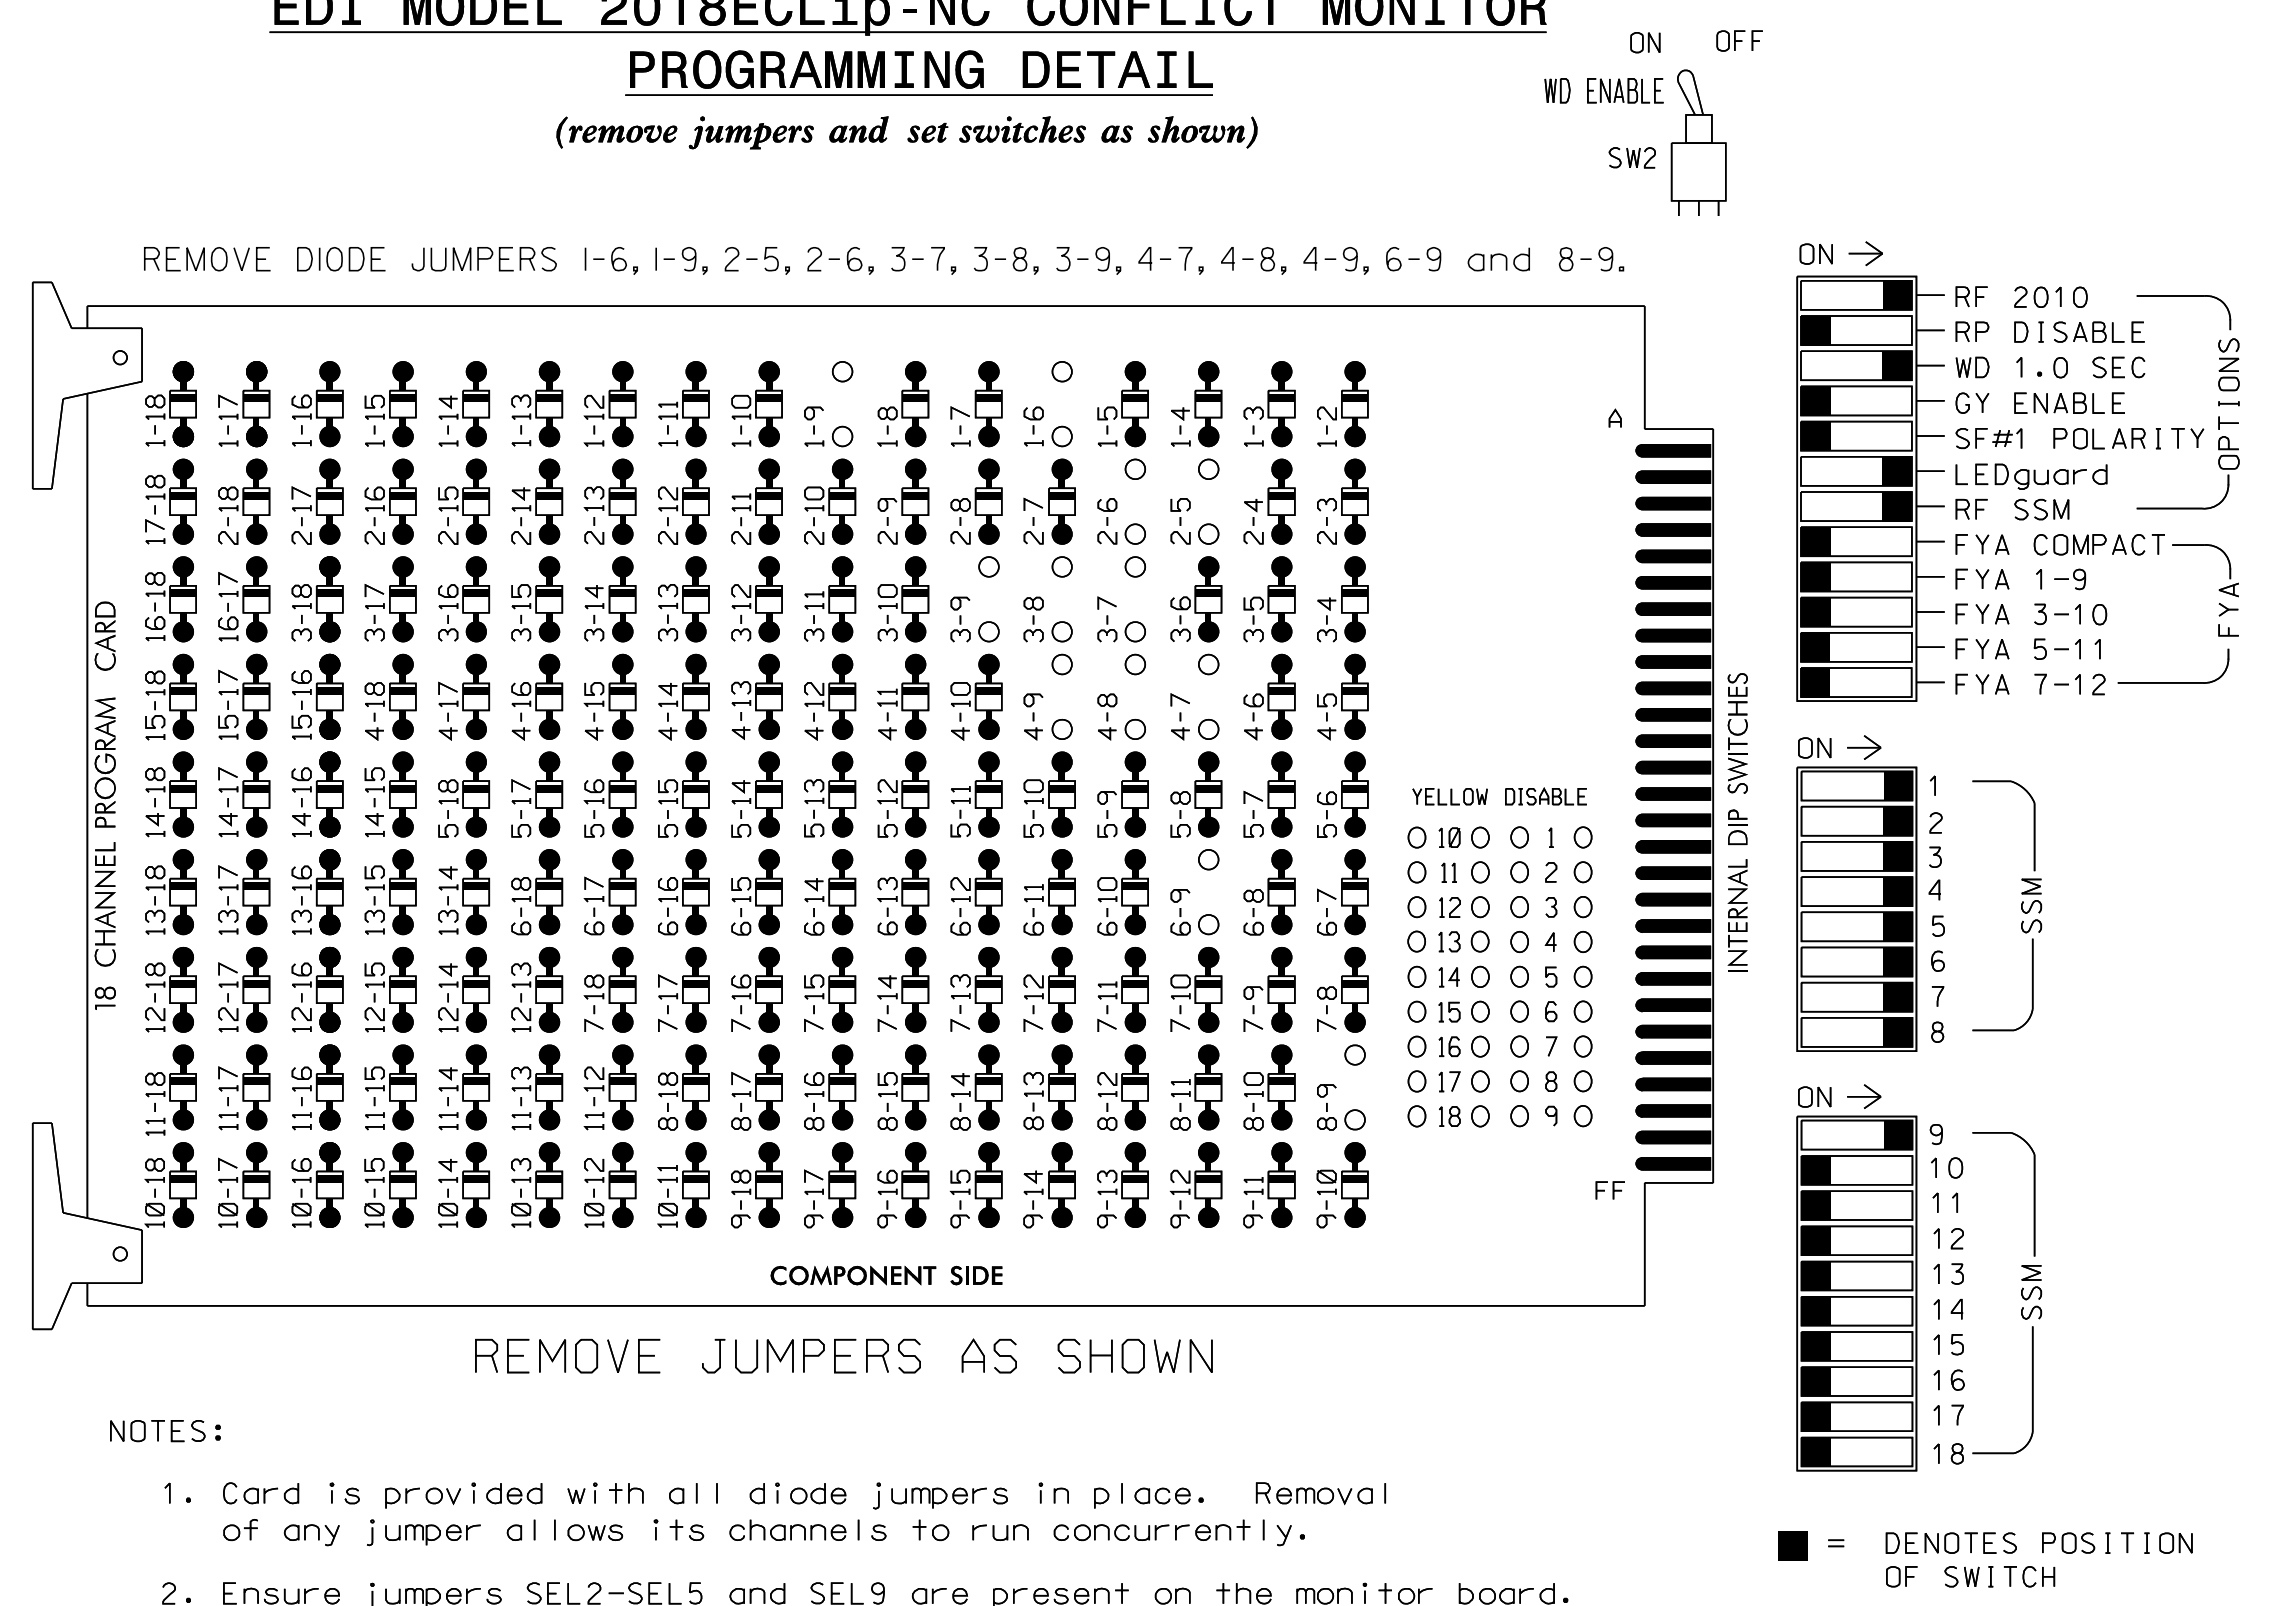 EDI MODEL 2018ECLip-NC CONFLICT MONITOR
PROGRAMMING DETAIL
(remove jumpers and set switches as shown)
ON OFF
WD ENABLE
SW2
REMOVE DIODE JUMPERS 1-6, 1-9, 2-5, 2-6, 3-7, 3-8, 3-9, 4-7, 4-8, 4-9, 6-9 and 8-9.
18 CHANNEL PROGRAM CARD
1-18 1-17 1-16 1-15 1-14 1-13 1-12 1-11 1-10 1-9 1-8 1-7 1-6 1-5 1-4 1-3 1-2
17-18 2-18 2-17 2-16 2-15 2-14 2-13 2-12 2-11 2-10 2-9 2-8 2-7 2-6 2-5 2-4 2-3
16-18 16-17 3-18 3-17 3-16 3-15 3-14 3-13 3-12 3-11 3-10 3-9 3-8 3-7 3-6 3-5 3-4
15-18 15-17 15-16 4-18 4-17 4-16 4-15 4-14 4-13 4-12 4-11 4-10 4-9 4-8 4-7 4-6 4-5
14-18 14-17 14-16 14-15 5-18 5-17 5-16 5-15 5-14 5-13 5-12 5-11 5-10 5-9 5-8 5-7 5-6
13-18 13-17 13-16 13-15 13-14 6-18 6-17 6-16 6-15 6-14 6-13 6-12 6-11 6-10 6-9 6-8 6-7
12-18 12-17 12-16 12-15 12-14 12-13 7-18 7-17 7-16 7-15 7-14 7-13 7-12 7-11 7-10 7-9 7-8
11-18 11-17 11-16 11-15 11-14 11-13 11-12 8-18 8-17 8-16 8-15 8-14 8-13 8-12 8-11 8-10 8-9
10-18 10-17 10-16 10-15 10-14 10-13 10-12 10-11 9-18 9-17 9-16 9-15 9-14 9-13 9-12 9-11 9-10
A
YELLOW DISABLE
10 1
11 2
12 3
13 4
14 5
15 6
16 7
17 8
18 9
FF
COMPONENT SIDE
INTERNAL DIP SWITCHES
ON
RF 2010
RP DISABLE
WD 1.0 SEC
GY ENABLE
SF#1 POLARITY
LEDguard
RF SSM
OPTIONS
FYA COMPACT
FYA 1-9
FYA 3-10
FYA 5-11
FYA 7-12
FYA
ON
1
2
3
4
5
6
7
8
SSM
ON
9
10
11
12
13
14
15
16
17
18
SSM
REMOVE JUMPERS AS SHOWN
NOTES:
1. Card is provided with all diode jumpers in place. Removal
of any jumper allows its channels to run concurrently.
2. Ensure jumpers SEL2-SEL5 and SEL9 are present on the monitor board.
= DENOTES POSITION
OF SWITCH